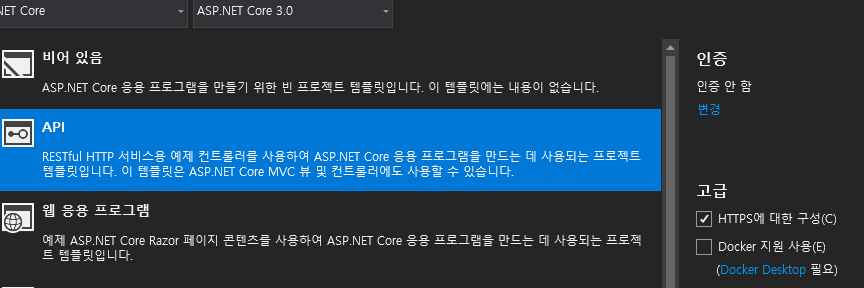 .NET Core
ASP.NET Core 3.0
비어 있음
ASP.NET Core 응용 프로그램을 만들기 위한 빈 프로젝트 템플릿입니다. 이 템플릿에는 내용이 없습니다.
API
RESTful HTTP 서비스용 예제 컨트롤러를 사용하여 ASP.NET Core 응용 프로그램을 만드는 데 사용되는 프로젝트
템플릿입니다. 이 템플릿은 ASP.NET Core MVC 뷰 및 컨트롤러에도 사용할 수 있습니다.
웹 응용 프로그램
예제 ASP.NET Core Razor 페이지 콘텐츠를 사용하여 ASP.NET Core 응용 프로그램을 만드는 데 사용되는 프로젝
트 템플릿입니다.
인증
인증 안 함
변경
고급
HTTPS에 대한 구성(C)
Docker 지원 사용(E)
(Docker Desktop 필요)